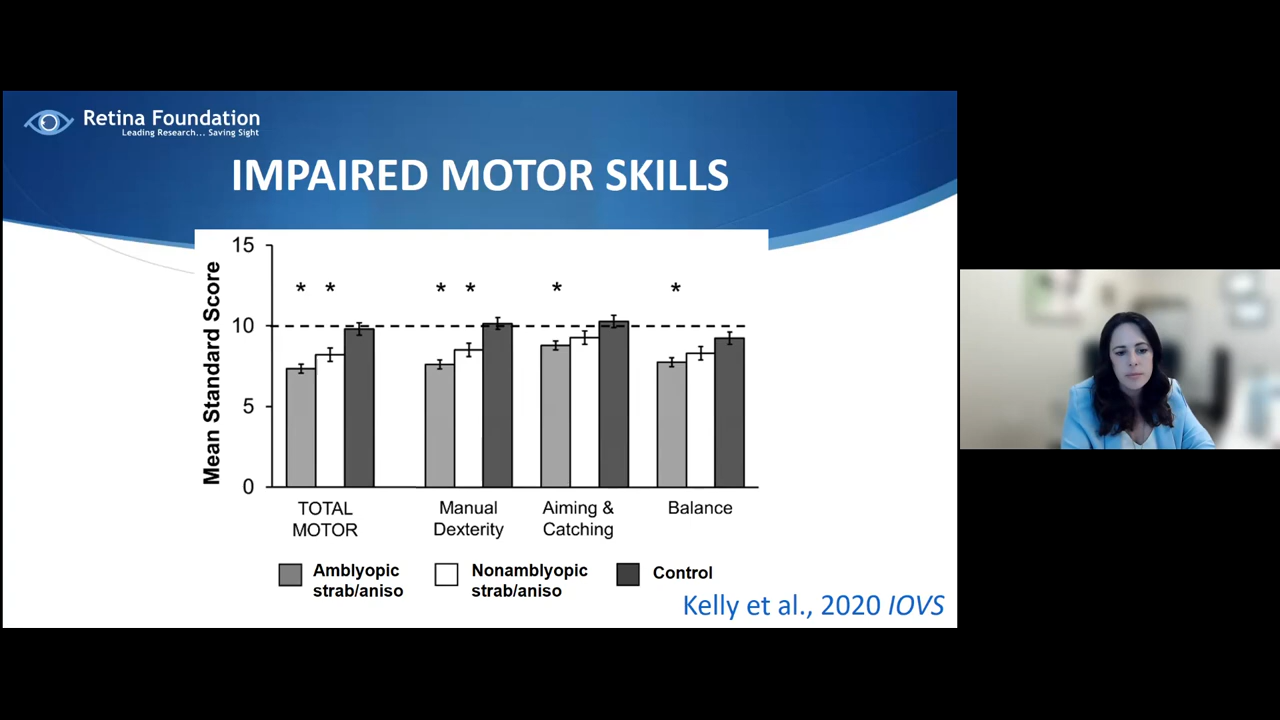 Retina Foundation
Leading Research... Saving Sight
IMPAIRED MOTOR SKILLS
Mean Standard Score
15
10
5
0
* *
* *
*
*
TOTAL
MOTOR
Manual
Dexterity
Aiming &
Catching
Balance
Amblyopic
strab/aniso
Nonamblyopic
strab/aniso
Control
Kelly et al., 2020 IOVS